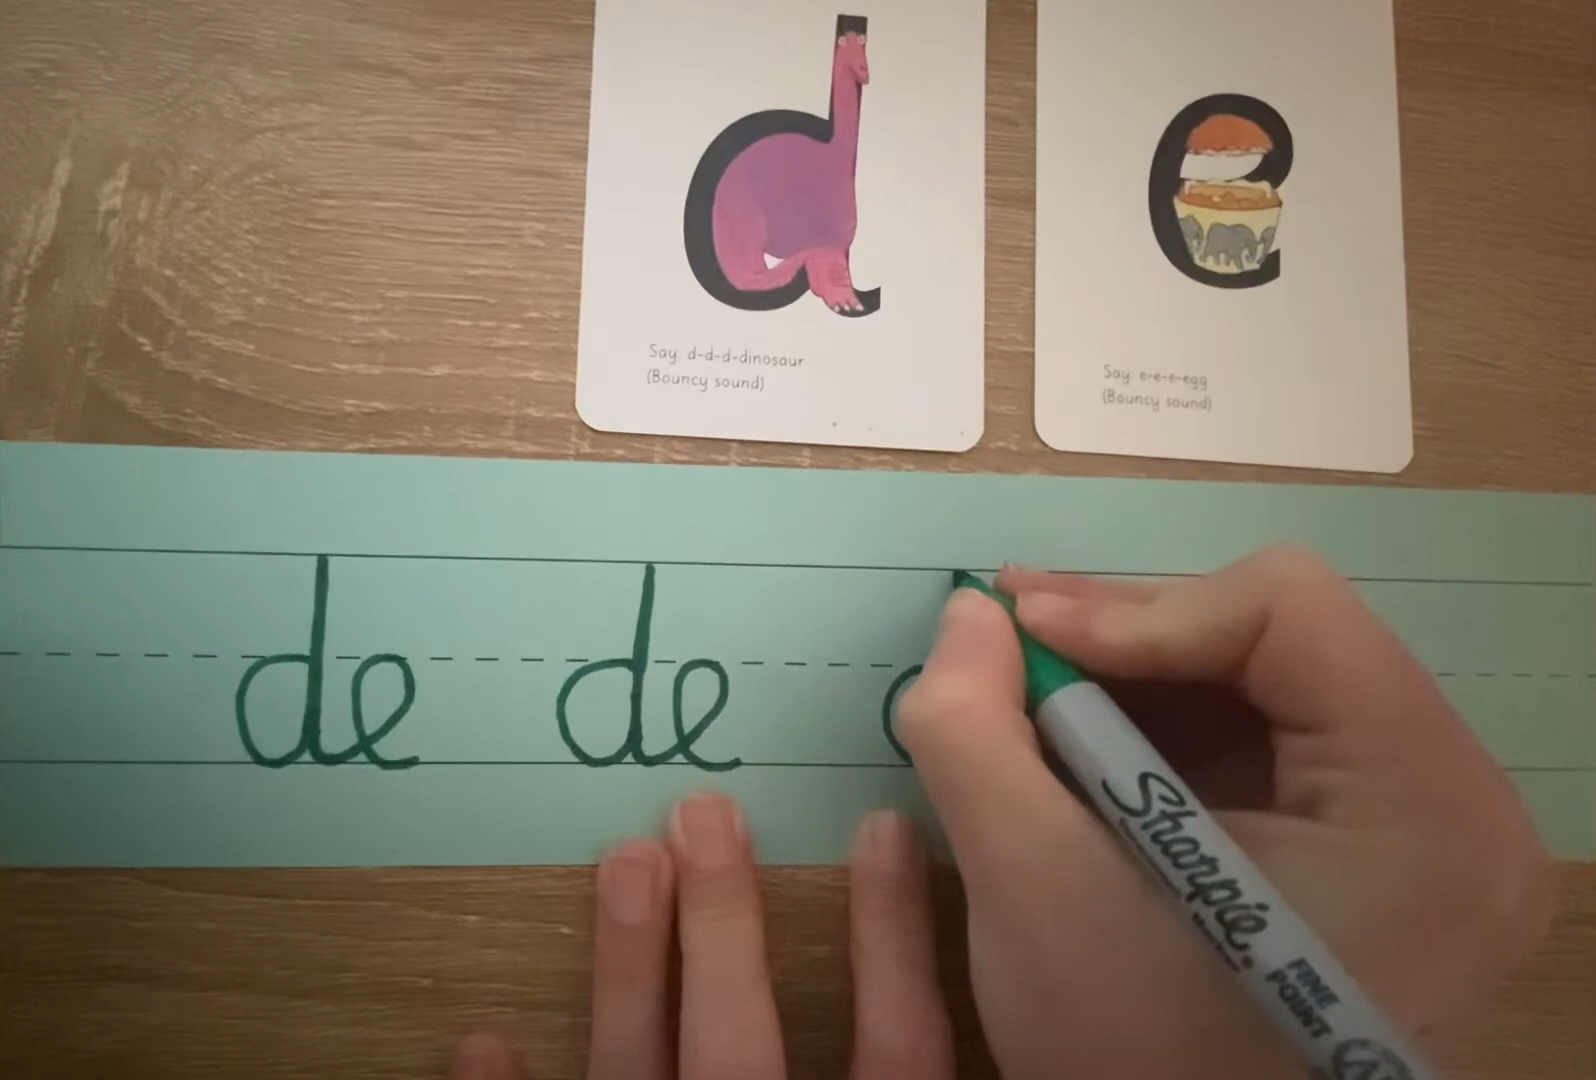 d e
Say: d-d-d-dinosaur
(Bouncy sound)
Say: e-e-e-egg
(Bouncy sound)
de de
Sharpie
FINE
POINT